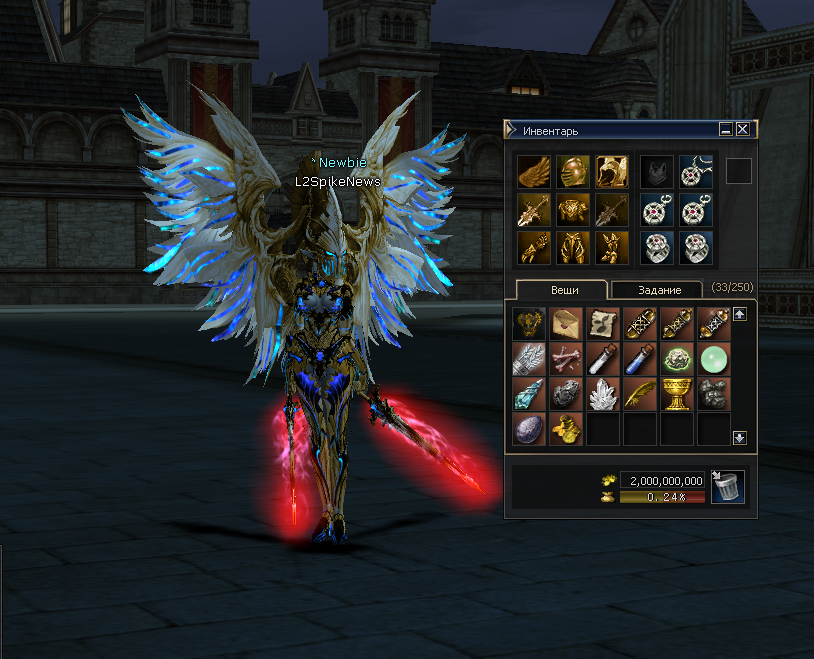 Newbie
L2SpikeNews
Инвентарь
Вещи
Задание
(33/250)
2,000,000,000
0.24%